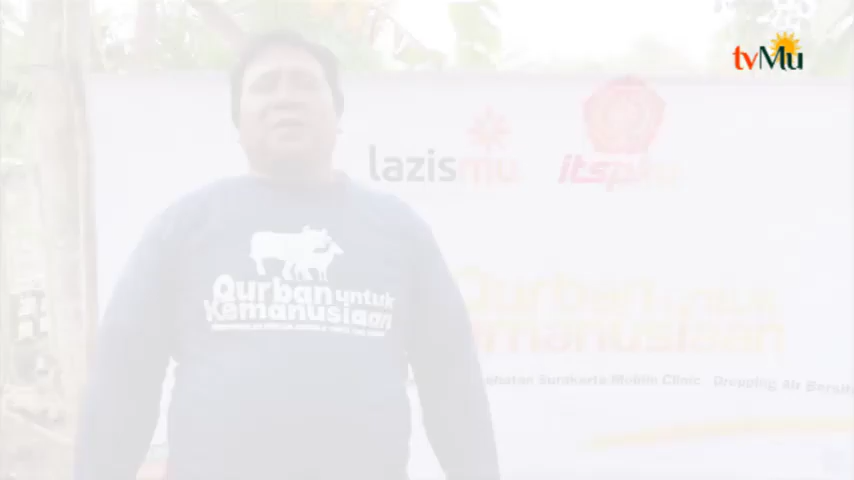 tvMu
lazismu
itspku
Qurban untuk
Kemanusiaan
Qurban untuk
Kemanusiaan
Surakarta Mobile Clinic Dropping Air Bersih